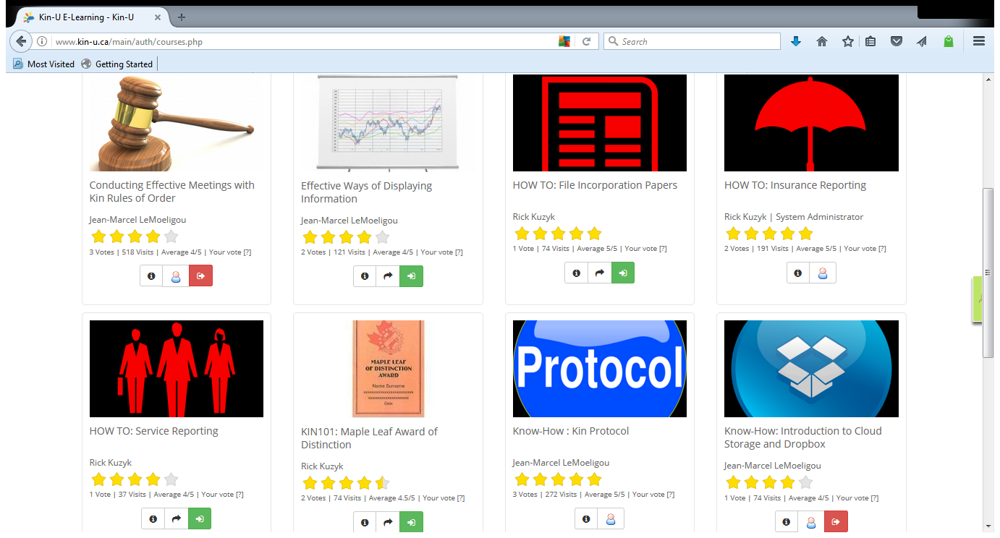 Kin-U E-Learning - Kin-U
www.kin-u.ca/main/auth/courses.php
Search
Most Visited
Getting Started
Conducting Effective Meetings with
Kin Rules of Order
Jean-Marcel LeMoeligou
3 Votes | 518 Visits | Average 4/5 | Your vote [?]
Effective Ways of Displaying
Information
Jean-Marcel LeMoeligou
2 Votes | 121 Visits | Average 4/5 | Your vote [?]
HOW TO: File Incorporation Papers
Rick Kuzyk
1 Vote | 74 Visits | Average 5/5 | Your vote [?]
HOW TO: Insurance Reporting
Rick Kuzyk | System Administrator
2 Votes | 191 Visits | Average 5/5 | Your vote [?]
HOW TO: Service Reporting
Rick Kuzyk
1 Vote | 37 Visits | Average 4/5 | Your vote [?]
MAPLE LEAF
OF DISTINCTION
AWARD
Name Surname
xxxxxxxxxxxxxxxxxxxxxx
xxxxxxxxxxxxxxxxxx
Date
KIN101: Maple Leaf Award of
Distinction
Rick Kuzyk
2 Votes | 74 Visits | Average 4.5/5 | Your vote [?]
Protocol
Know-How : Kin Protocol
Jean-Marcel LeMoeligou
3 Votes | 272 Visits | Average 5/5 | Your vote [?]
Know-How: Introduction to Cloud
Storage and Dropbox
Jean-Marcel LeMoeligou
1 Vote | 74 Visits | Average 4/5 | Your vote [?]